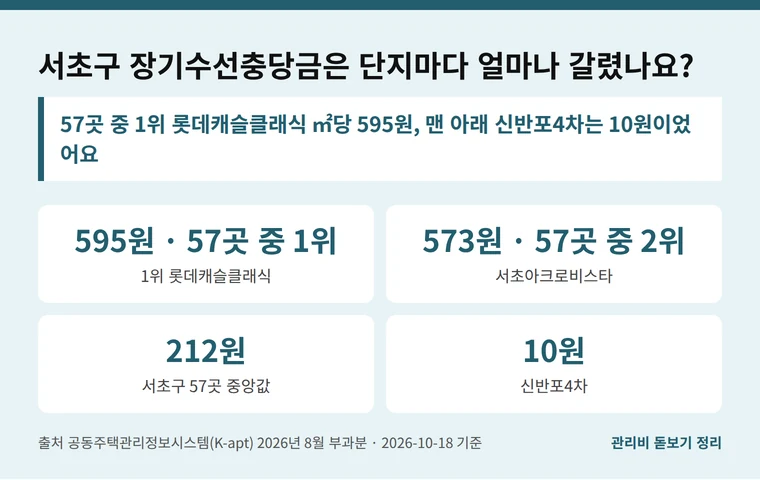 서초구 장기수선충당금은 단지마다 얼마나 갈렸나요?
57곳 중 1위 롯데캐슬클래식 ㎡당 595원, 맨 아래 신반포4차는 10원이었
어요
595원 · 57곳 중 1위
1위 롯데캐슬클래식
573원 · 57곳 중 2위
서초아크로비스타
212원
서초구 57곳 중앙값
10원
신반포4차
출처 공동주택관리정보시스템(K-apt) 2026년 8월 부과분 · 2026-10-18 기준
관리비 돋보기 정리